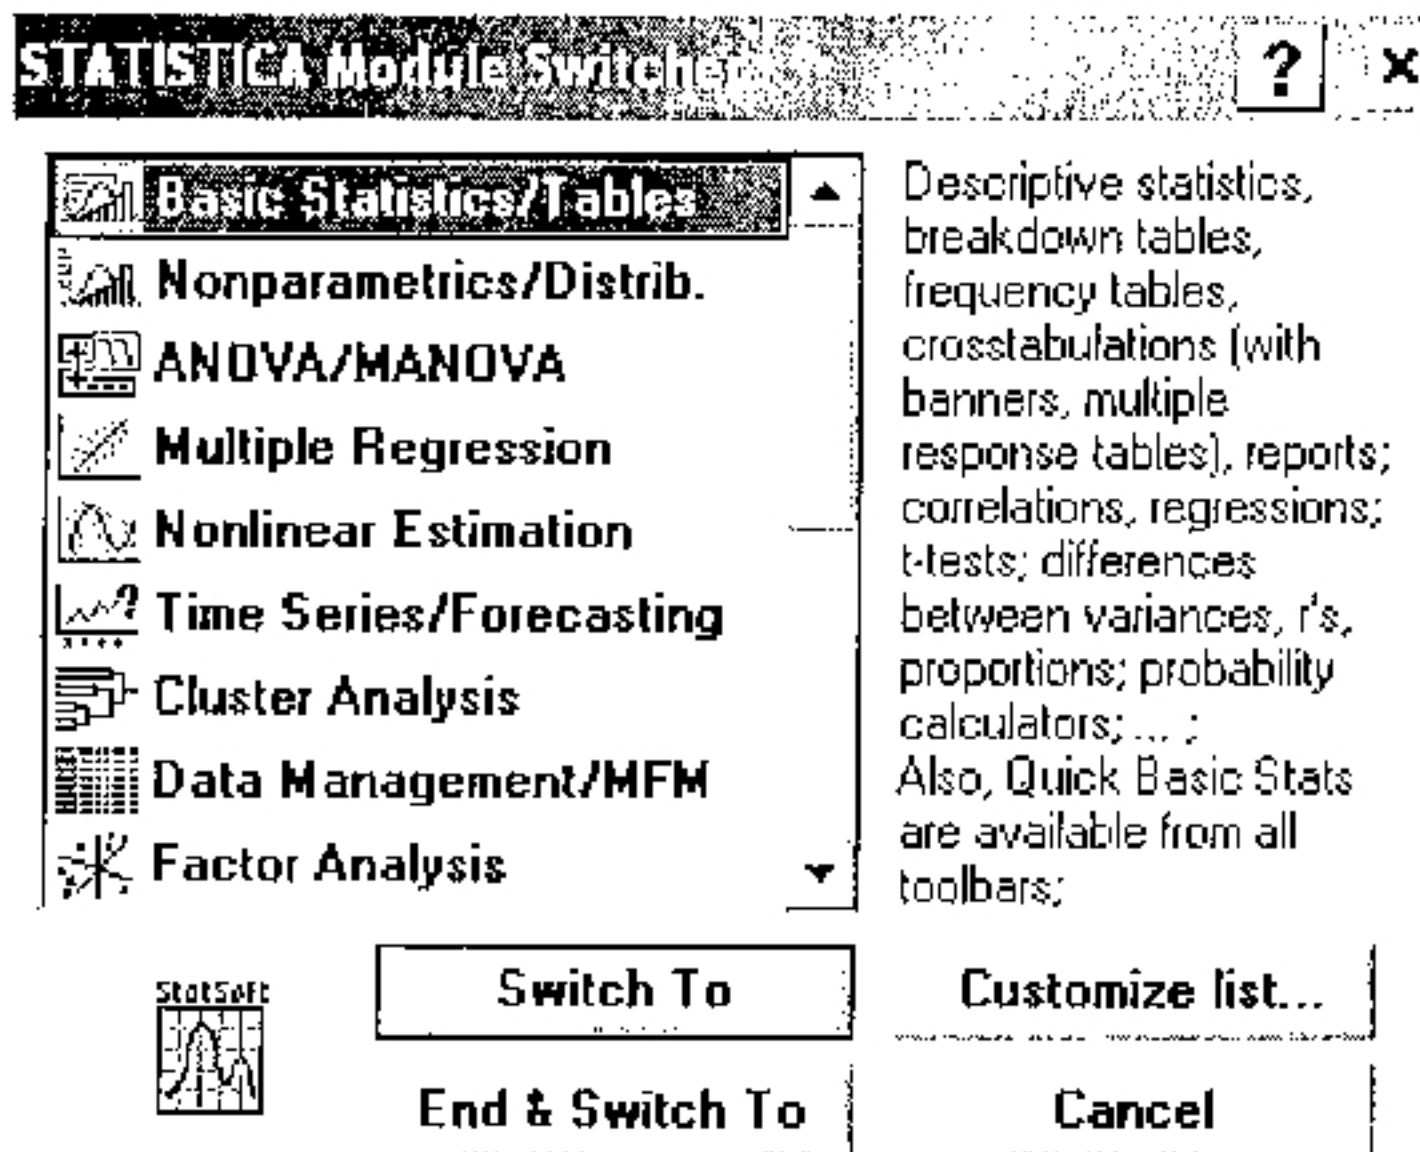 STATISTICA Module Switcher
?
×
Basic Statistics/Tables
Nonparametrics/Distrib.
ANOVA/MANOVA
Multiple Regression
Nonlinear Estimation
Time Series/Forecasting
Cluster Analysis
Data Management/MFM
Factor Analysis
Descriptive statistics,
breakdown tables,
frequency tables,
crosstabulations (with
banners, multiple
response tables), reports;
correlations, regressions;
t-tests; differences
between variances, r's,
proportions; probability
calculators; ... ;
Also, Quick Basic Stats
are available from all
toolbars;
StatSoft
Switch To
Customize list...
End & Switch To
Cancel